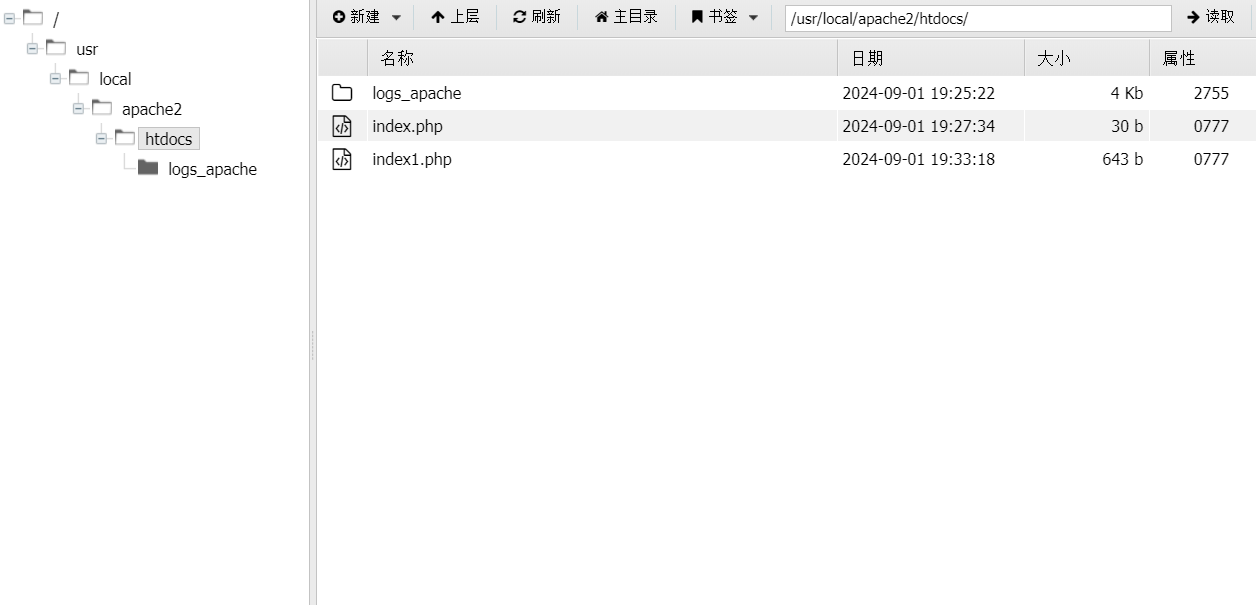 /
usr
local
apache2
htdocs
logs_apache
新建 上层 刷新 主目录 书签 /usr/local/apache2/htdocs/ 读取
名称 日期 大小 属性
logs_apache 2024-09-01 19:25:22 4 Kb 2755
index.php 2024-09-01 19:27:34 30 b 0777
index1.php 2024-09-01 19:33:18 643 b 0777